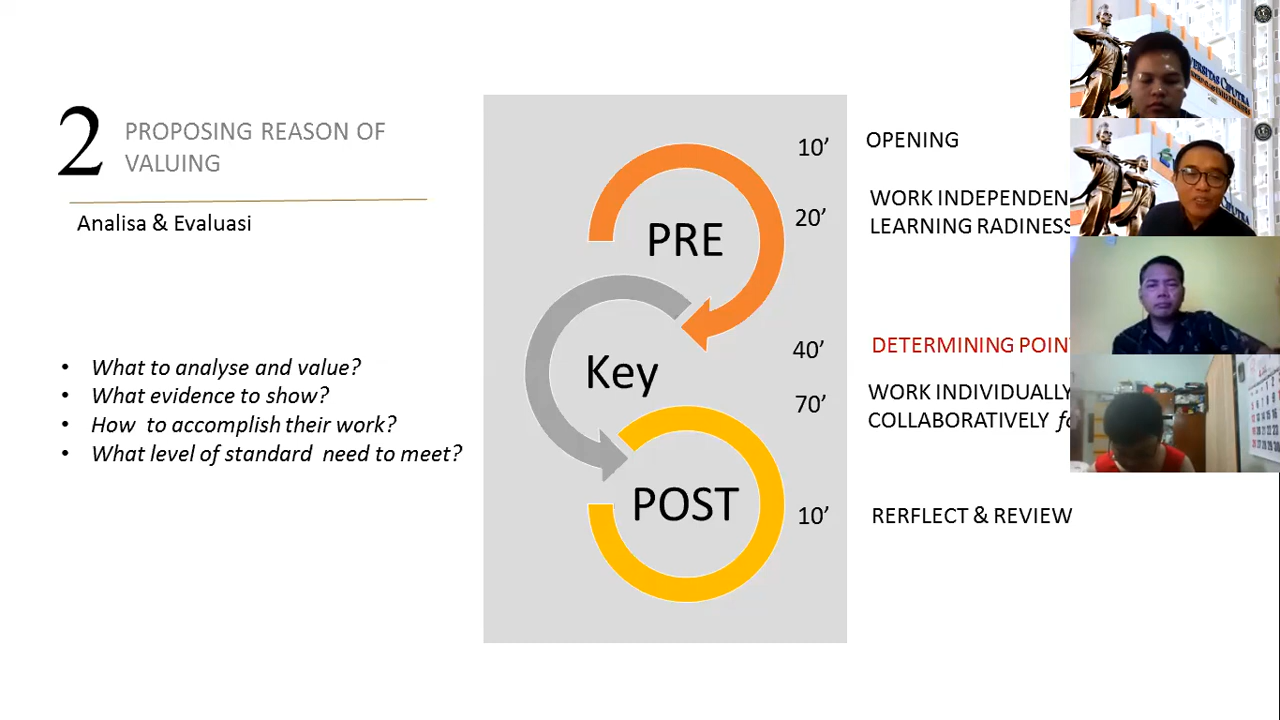 2
PROPOSING REASON OF
VALUING
Analisa & Evaluasi
• What to analyse and value?
• What evidence to show?
• How to accomplish their work?
• What level of standard need to meet?
PRE
Key
POST
10’
OPENING
20’
WORK INDEPENDEN
LEARNING RADINESS
40’
DETERMINING POINT
70’
WORK INDIVIDUALLY
COLLABORATIVELY
10’
RERFLECT & REVIEW